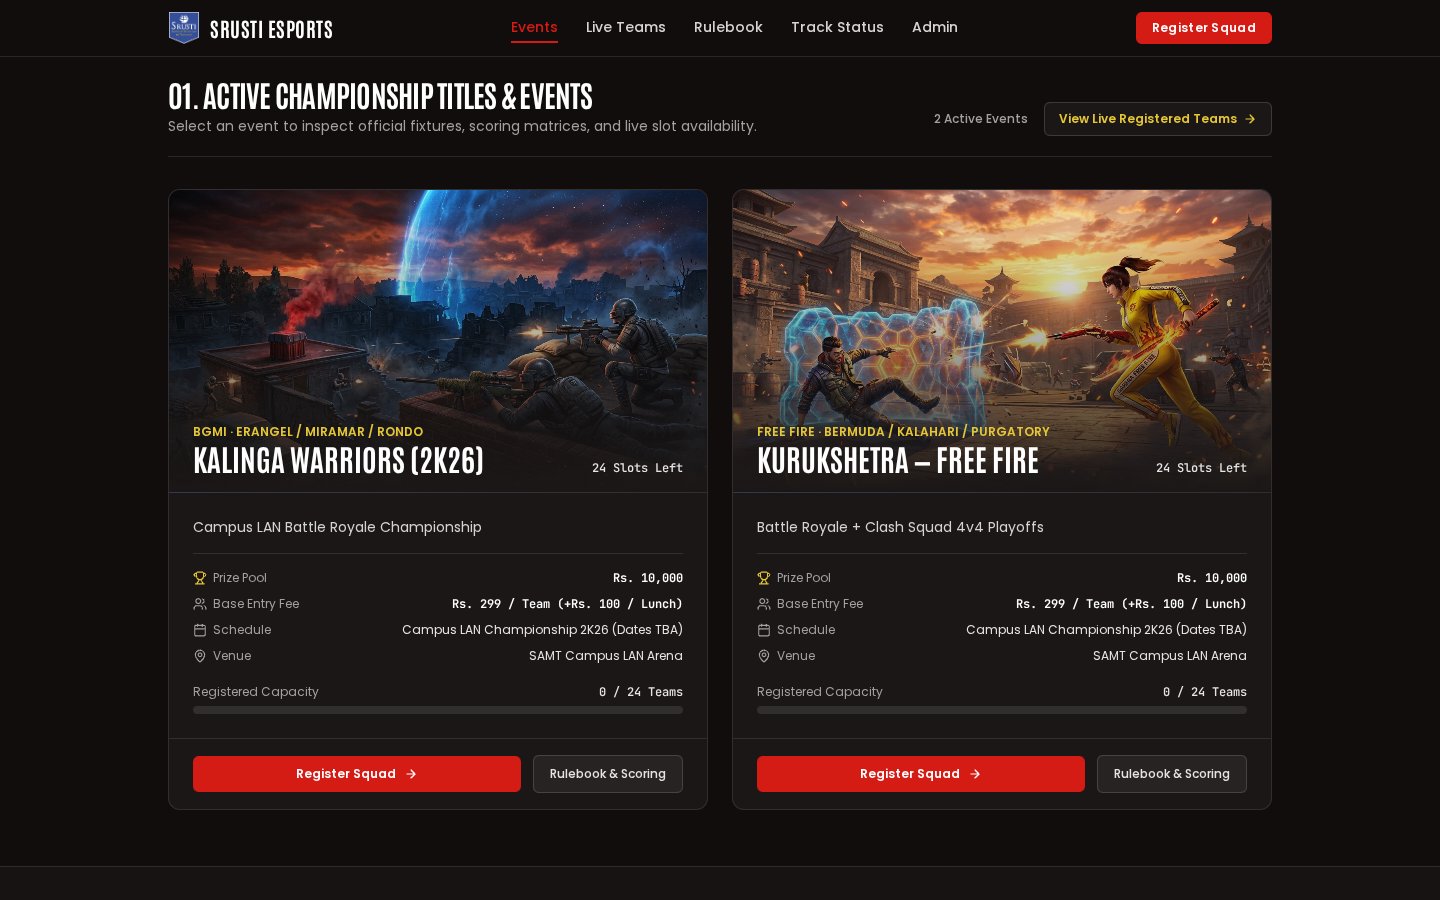 SRUSTI
SRUSTI ESPORTS
Events
Live Teams
Rulebook
Track Status
Admin
Register Squad
01. ACTIVE CHAMPIONSHIP TITLES & EVENTS
Select an event to inspect official fixtures, scoring matrices, and live slot availability.
2 Active Events
View Live Registered Teams →
BGMI · ERANGEL / MIRAMAR / RONDO
KALINGA WARRIORS (2K26)
24 Slots Left
Campus LAN Battle Royale Championship
Prize Pool
Rs. 10,000
Base Entry Fee
Rs. 299 / Team (+Rs. 100 / Lunch)
Schedule
Campus LAN Championship 2K26 (Dates TBA)
Venue
SAMT Campus LAN Arena
Registered Capacity
0 / 24 Teams
Register Squad →
Rulebook & Scoring
FREE FIRE · BERMUDA / KALAHARI / PURGATORY
KURUKSHETRA – FREE FIRE
24 Slots Left
Battle Royale + Clash Squad 4v4 Playoffs
Prize Pool
Rs. 10,000
Base Entry Fee
Rs. 299 / Team (+Rs. 100 / Lunch)
Schedule
Campus LAN Championship 2K26 (Dates TBA)
Venue
SAMT Campus LAN Arena
Registered Capacity
0 / 24 Teams
Register Squad →
Rulebook & Scoring